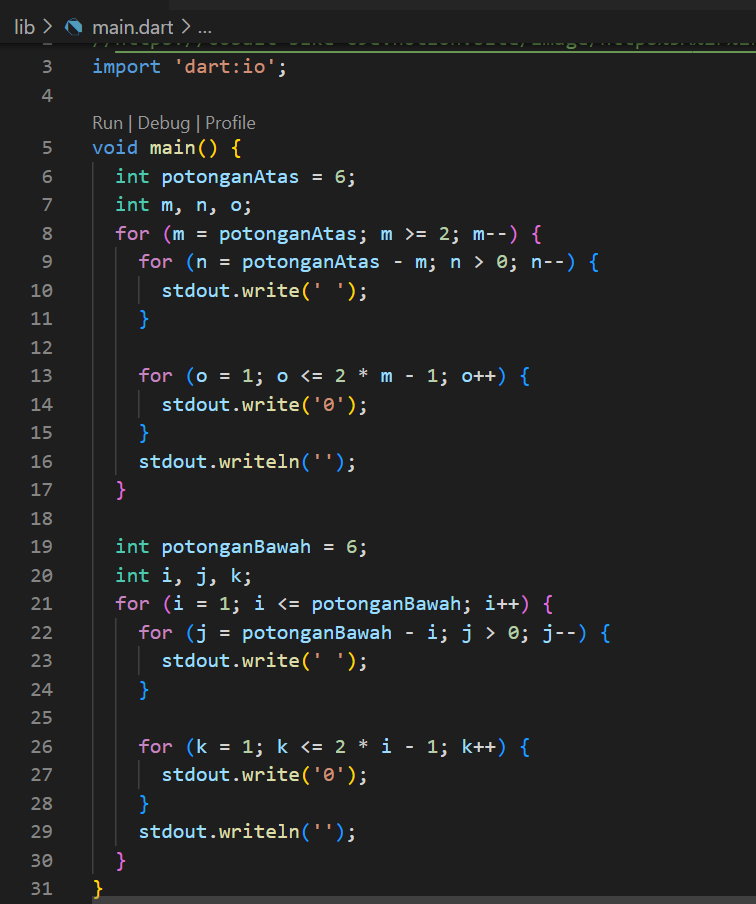 lib > main.dart > ...
3 import 'dart:io';
4
Run | Debug | Profile
5 void main() {
6   int potonganAtas = 6;
7   int m, n, o;
8   for (m = potonganAtas; m >= 2; m--) {
9     for (n = potonganAtas - m; n > 0; n--) {
10       stdout.write(' ');
11     }
12
13     for (o = 1; o <= 2 * m - 1; o++) {
14       stdout.write('0');
15     }
16     stdout.writeln('');
17   }
18
19   int potonganBawah = 6;
20   int i, j, k;
21   for (i = 1; i <= potonganBawah; i++) {
22     for (j = potonganBawah - i; j > 0; j--) {
23       stdout.write(' ');
24     }
25
26     for (k = 1; k <= 2 * i - 1; k++) {
27       stdout.write('0');
28     }
29     stdout.writeln('');
30   }
31 }